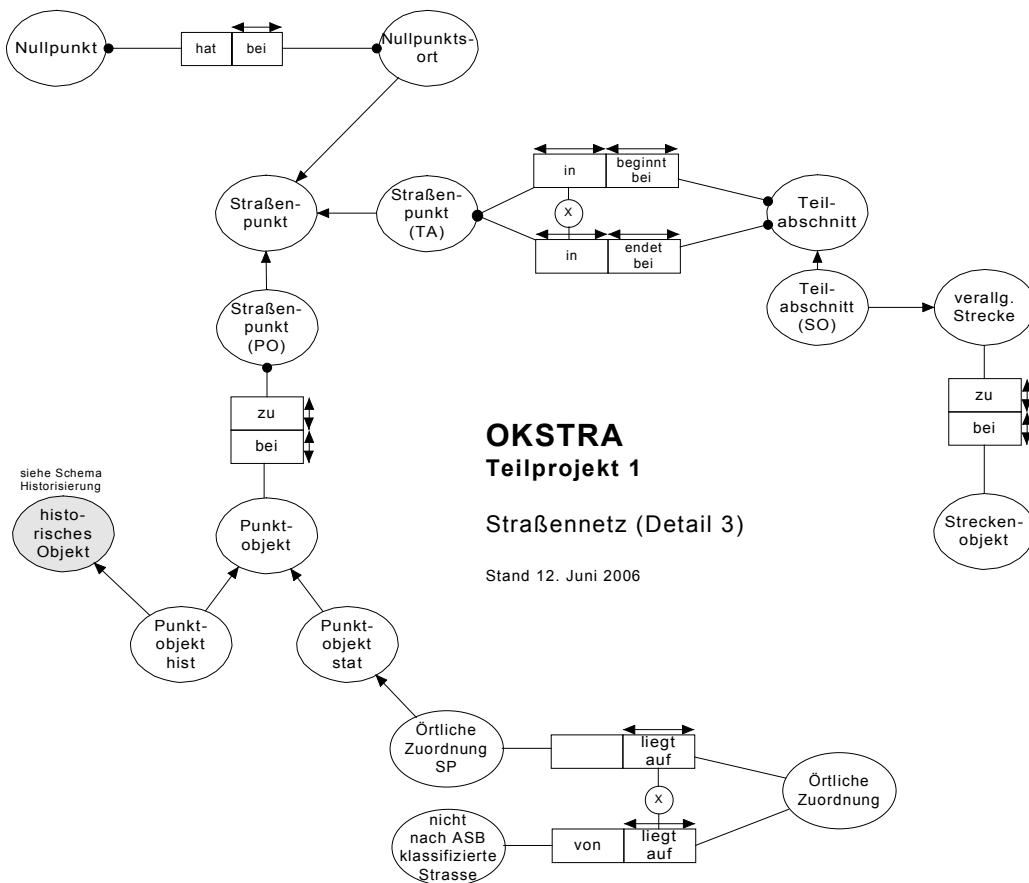 Nullpunkt
hat
bei
Nullpunkts-
ort
Straßen-
punkt
Straßen-
punkt
(TA)
in
beginnt
bei
X
in
endet
bei
Teil-
abschnitt
Straßen-
punkt
(PO)
Teil-
abschnitt
(SO)
verallg.
Strecke
zu
bei
zu
bei
OKSTRA
Teilprojekt 1
Straßennetz (Detail 3)
Stand 12. Juni 2006
siehe Schema
Historisierung
histo-
risches
Objekt
Punkt-
objekt
Strecken-
objekt
Punkt-
objekt
hist
Punkt-
objekt
stat
Örtliche
Zuordnung
SP
liegt
auf
X
Örtliche
Zuordnung
nicht
nach ASB
klassifizierte
Strasse
von
liegt
auf